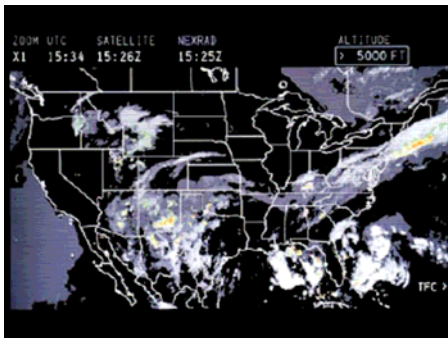 ZOOM UTC SATELLITE NEXRAD ALTITUDE
X1 15:34 15:26Z 15:25Z > 5000 FT
TFC >